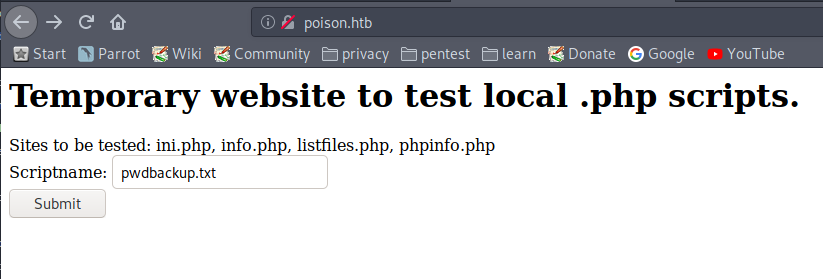 poison.htb
Start Parrot Wiki Community privacy pentest learn Donate Google YouTube
Temporary website to test local .php scripts.
Sites to be tested: ini.php, info.php, listfiles.php, phpinfo.php
Scriptname: pwdbackup.txt
Submit